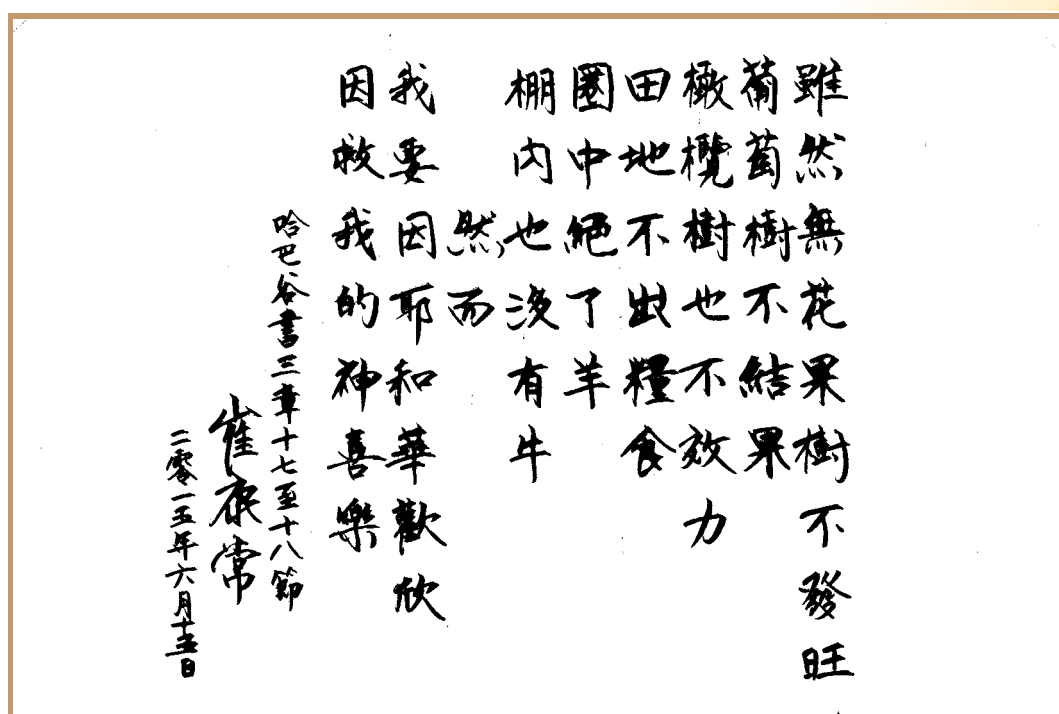 雖然無花果樹不發旺
葡萄樹不結果
橄欖樹也不效力
田地不出糧食
圈中絕了羊
棚內也沒有牛
然而
我要因耶和華歡欣
因救我的神喜樂
哈巴谷書三章十七至十八節
崔康常
二零一五年六月十五日